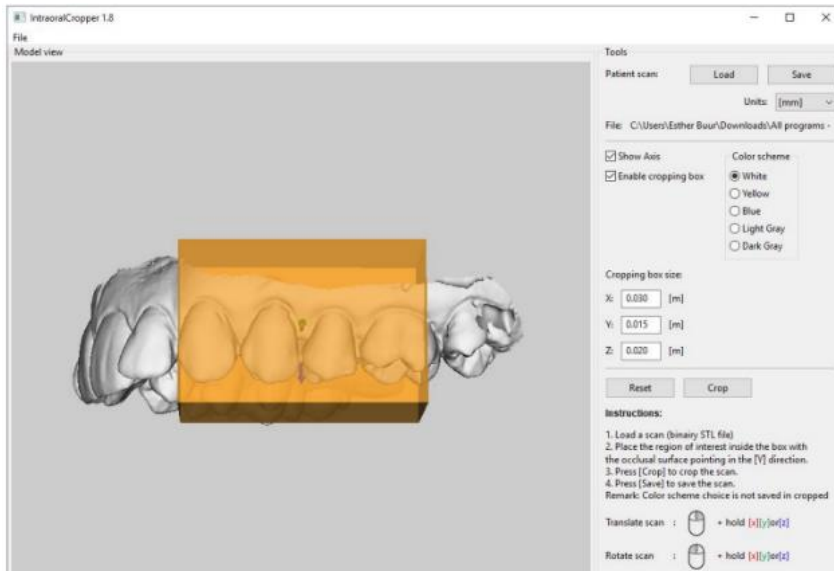 IntraoralCropper 1.8
File
Model view
Tools
Patient scan: Load Save
Units: [mm]
File: C:\Users\Esther Buur\Downloads\All programs -
Show Axis
Enable cropping box
Color scheme
White
Yellow
Blue
Light Gray
Dark Gray
Cropping box size:
X: 0.030 [m]
Y: 0.015 [m]
Z: 0.020 [m]
Reset Crop
Instructions:
1. Load a scan (binairy STL file)
2. Place the region of interest inside the box with
the occlusal surface pointing in the [Y] direction.
3. Press [Crop] to crop the scan.
4. Press [Save] to save the scan.
Remark: Color scheme choice is not saved in cropped
Translate scan : + hold [x][y]or[z]
Rotate scan : + hold [x][y]or[z]